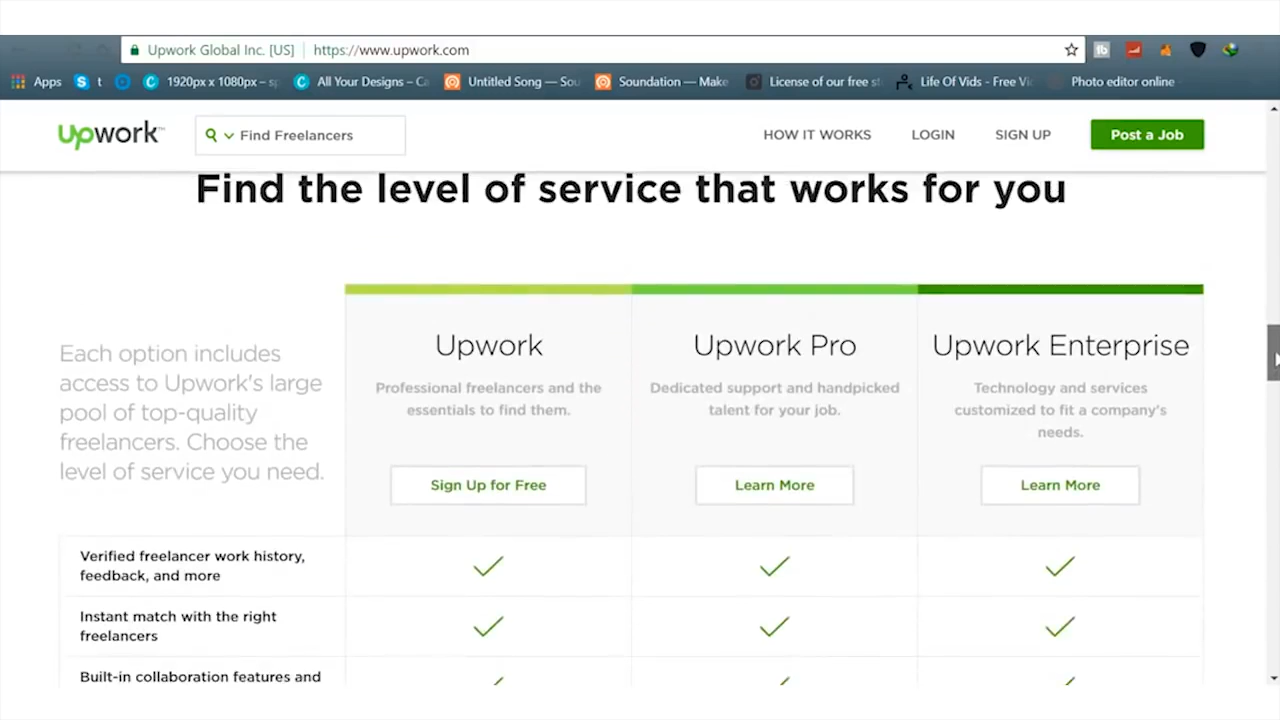 Upwork Global Inc. [US] https://www.upwork.com
Apps t 1920px x 1080px – sp All Your Designs – Ca Untitled Song — Sou Soundation — Make License of our free st Life Of Vids - Free Vi Photo editor online
upwork™ Find Freelancers HOW IT WORKS LOGIN SIGN UP Post a Job
Find the level of service that works for you
Each option includes
access to Upwork's large
pool of top-quality
freelancers. Choose the
level of service you need.
Upwork
Professional freelancers and the
essentials to find them.
Sign Up for Free
Upwork Pro
Dedicated support and handpicked
talent for your job.
Learn More
Upwork Enterprise
Technology and services
customized to fit a company's
needs.
Learn More
Verified freelancer work history,
feedback, and more
Instant match with the right
freelancers
Built-in collaboration features and